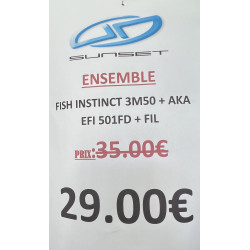 SUNSET
ENSEMBLE
FISH INSTINCT 3M50 + AKA
EFI 501FD + FIL
PRIX:35.00€
29.00€